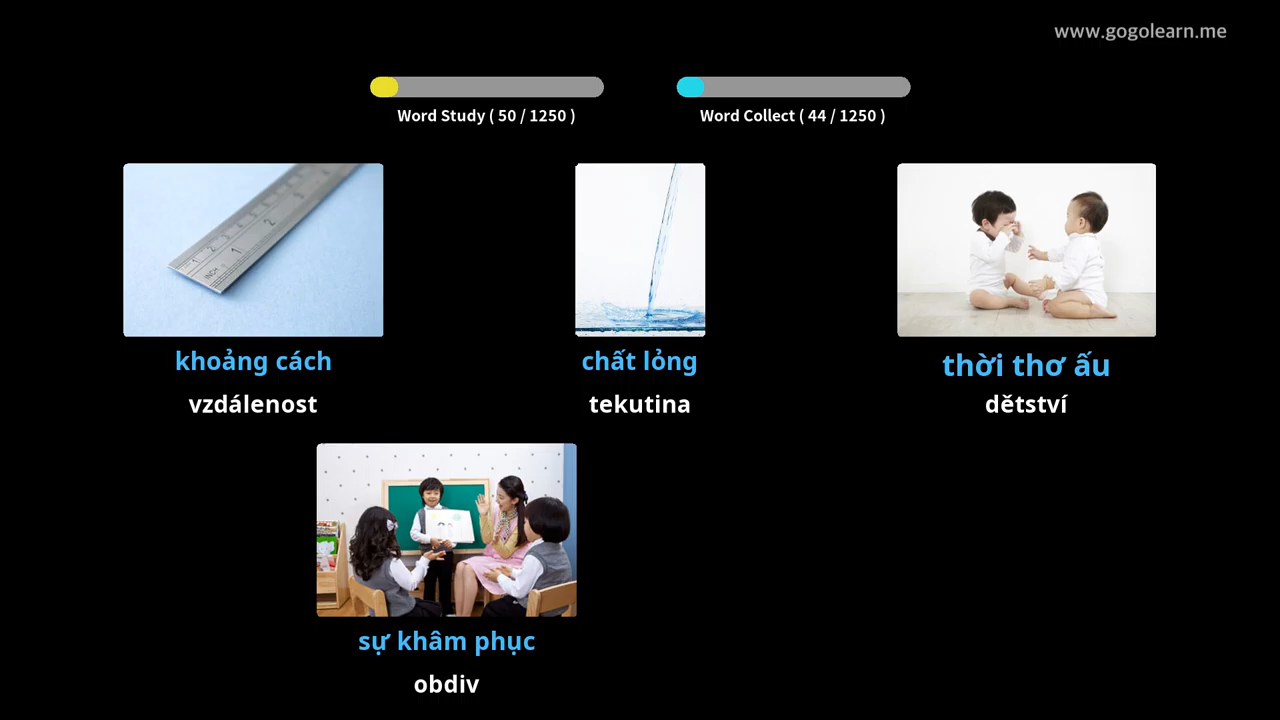 www.gogolearn.me
Word Study ( 50 / 1250 )
Word Collect ( 44 / 1250 )
khoảng cách
chất lỏng
thời thơ ấu
vzdálenost
tekutina
dětství
sự khâm phục
obdiv